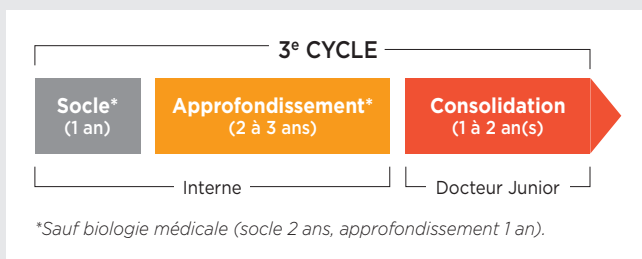 3e CYCLE
Socle*
(1 an)
Approfondissement*
(2 à 3 ans)
Consolidation
(1 à 2 an(s)
Interne
Docteur Junior
*Sauf biologie médicale (socle 2 ans, approfondissement 1 an).